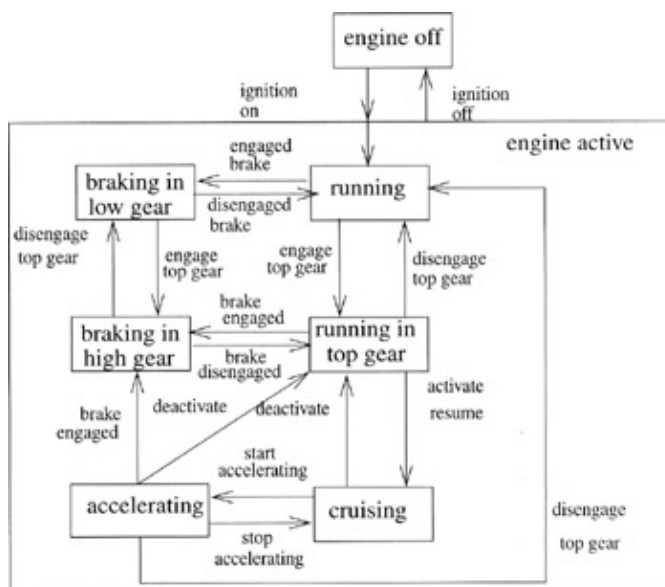 engine off
ignition
on
ignition
off
engine active
engaged
brake
braking in
low gear
running
disengaged
brake
disengage
top gear
engage
top gear
engage
top gear
disengage
top gear
brake
engaged
braking in
high gear
running in
top gear
brake
disengaged
brake
engaged
deactivate
deactivate
activate
resume
start
accelerating
accelerating
cruising
stop
accelerating
disengage
top gear